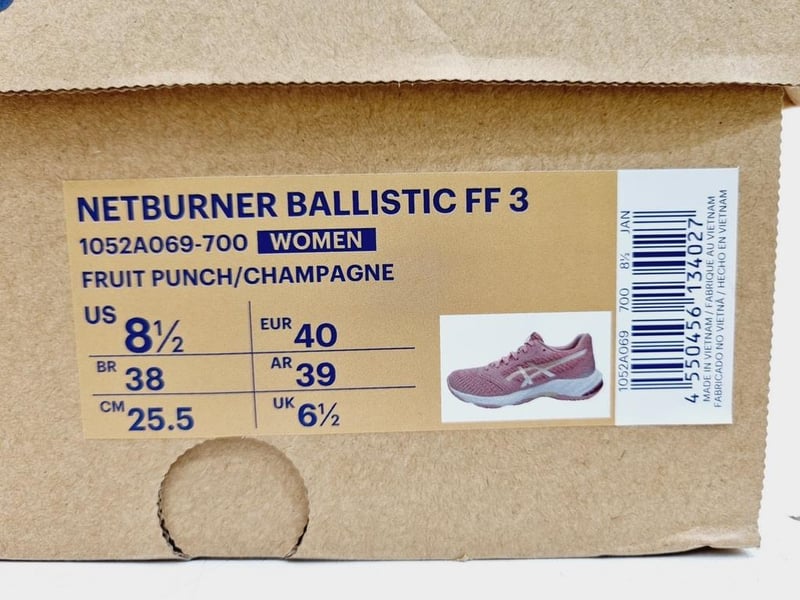 NETBURNER BALLISTIC FF 3
1052A069-700 WOMEN
FRUIT PUNCH/CHAMPAGNE
US 8½ EUR 40
BR 38 AR 39
CM 25.5 UK 6½
1052A069 700 8½ JAN
4 550456 134027
MADE IN VIETNAM / FABRIQUE AU VIETNAM
FABRICADO NO VIETNÃ / HECHO EN VIETNAM